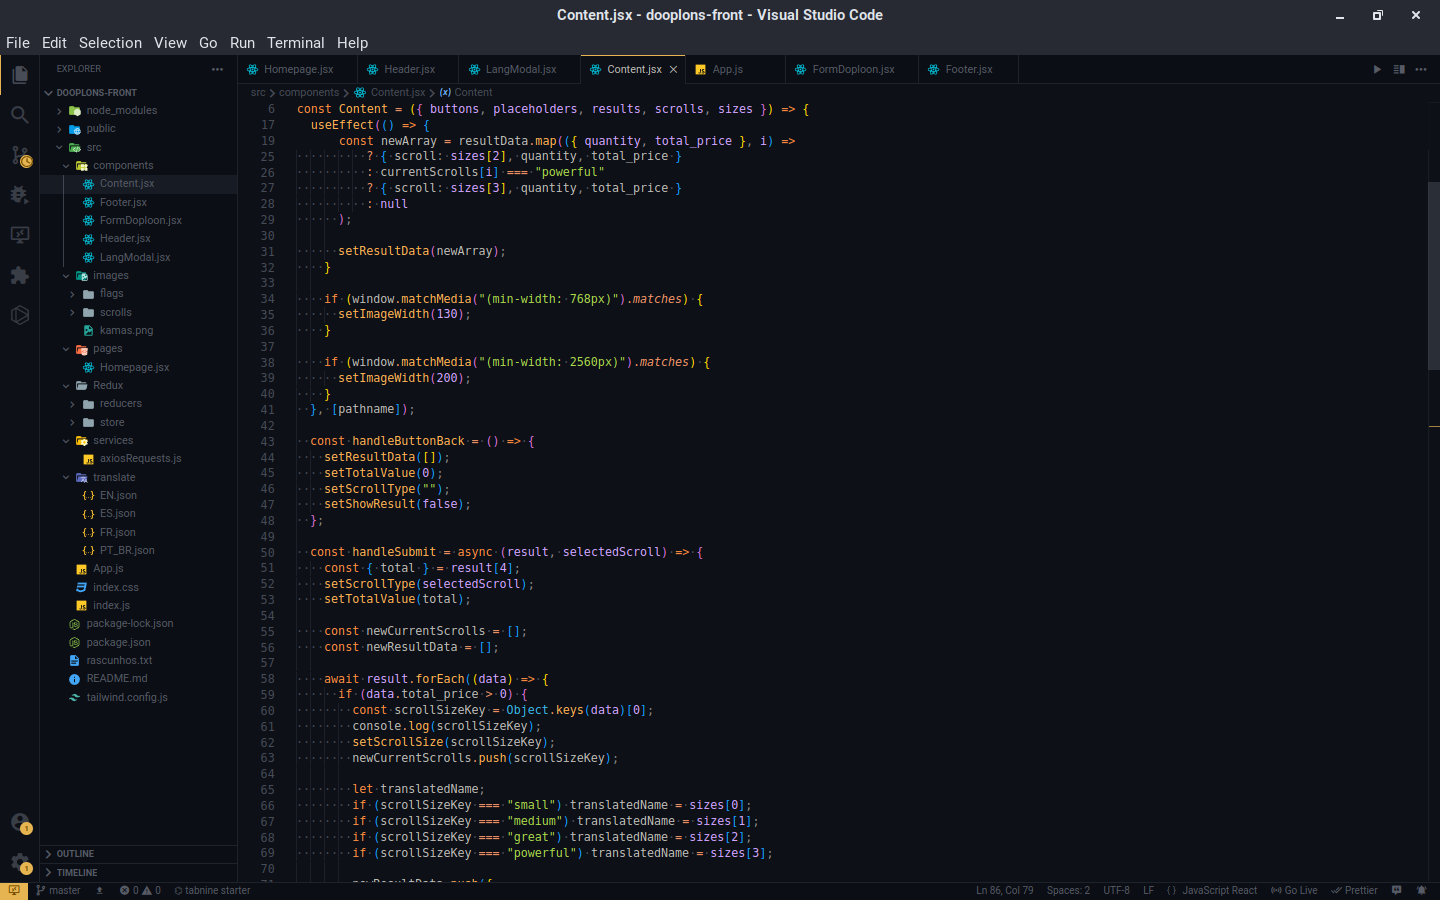 Content.jsx - dooplons-front - Visual Studio Code
File Edit Selection View Go Run Terminal Help
EXPLORER
Homepage.jsx Header.jsx LangModal.jsx Content.jsx App.js FormDoploon.jsx Footer.jsx
src > components > Content.jsx > Content
DOOPLONS-FRONT
node_modules
public
src
components
Content.jsx
Footer.jsx
FormDoploon.jsx
Header.jsx
LangModal.jsx
images
flags
scrolls
kamas.png
pages
Homepage.jsx
Redux
reducers
store
services
axiosRequests.js
translate
EN.json
ES.json
FR.json
PT_BR.json
App.js
index.css
index.js
package-lock.json
package.json
rascunhos.txt
README.md
tailwind.config.js
OUTLINE
TIMELINE
6 const Content = ({ buttons, placeholders, results, scrolls, sizes }) => {
17 useEffect(() => {
19 const newArray = resultData.map(({ quantity, total_price }, i) =>
25 ? { scroll: sizes[2], quantity, total_price }
26 : currentScrolls[i] === "powerful"
27 ? { scroll: sizes[3], quantity, total_price }
28 : null
29 );
30
31 setResultData(newArray);
32 }
33
34 if (window.matchMedia("(min-width: 768px)").matches) {
35 setImageWidth(130);
36 }
37
38 if (window.matchMedia("(min-width: 2560px)").matches) {
39 setImageWidth(200);
40 }
41 }, [pathname]);
42
43 const handleButtonBack = () => {
44 setResultData([]);
45 setTotalValue(0);
46 setScrollType("");
47 setShowResult(false);
48 };
49
50 const handleSubmit = async (result, selectedScroll) => {
51 const { total } = result[4];
52 setScrollType(selectedScroll);
53 setTotalValue(total);
54
55 const newCurrentScrolls = [];
56 const newResultData = [];
57
58 await result.forEach((data) => {
59 if (data.total_price > 0) {
60 const scrollSizeKey = Object.keys(data)[0];
61 console.log(scrollSizeKey);
62 setScrollSize(scrollSizeKey);
63 newCurrentScrolls.push(scrollSizeKey);
64
65 let translatedName;
66 if (scrollSizeKey === "small") translatedName = sizes[0];
67 if (scrollSizeKey === "medium") translatedName = sizes[1];
68 if (scrollSizeKey === "great") translatedName = sizes[2];
69 if (scrollSizeKey === "powerful") translatedName = sizes[3];
70
master 0 0 tabnine starter Ln 86, Col 79 Spaces: 2 UTF-8 LF { } JavaScript React Go Live Prettier